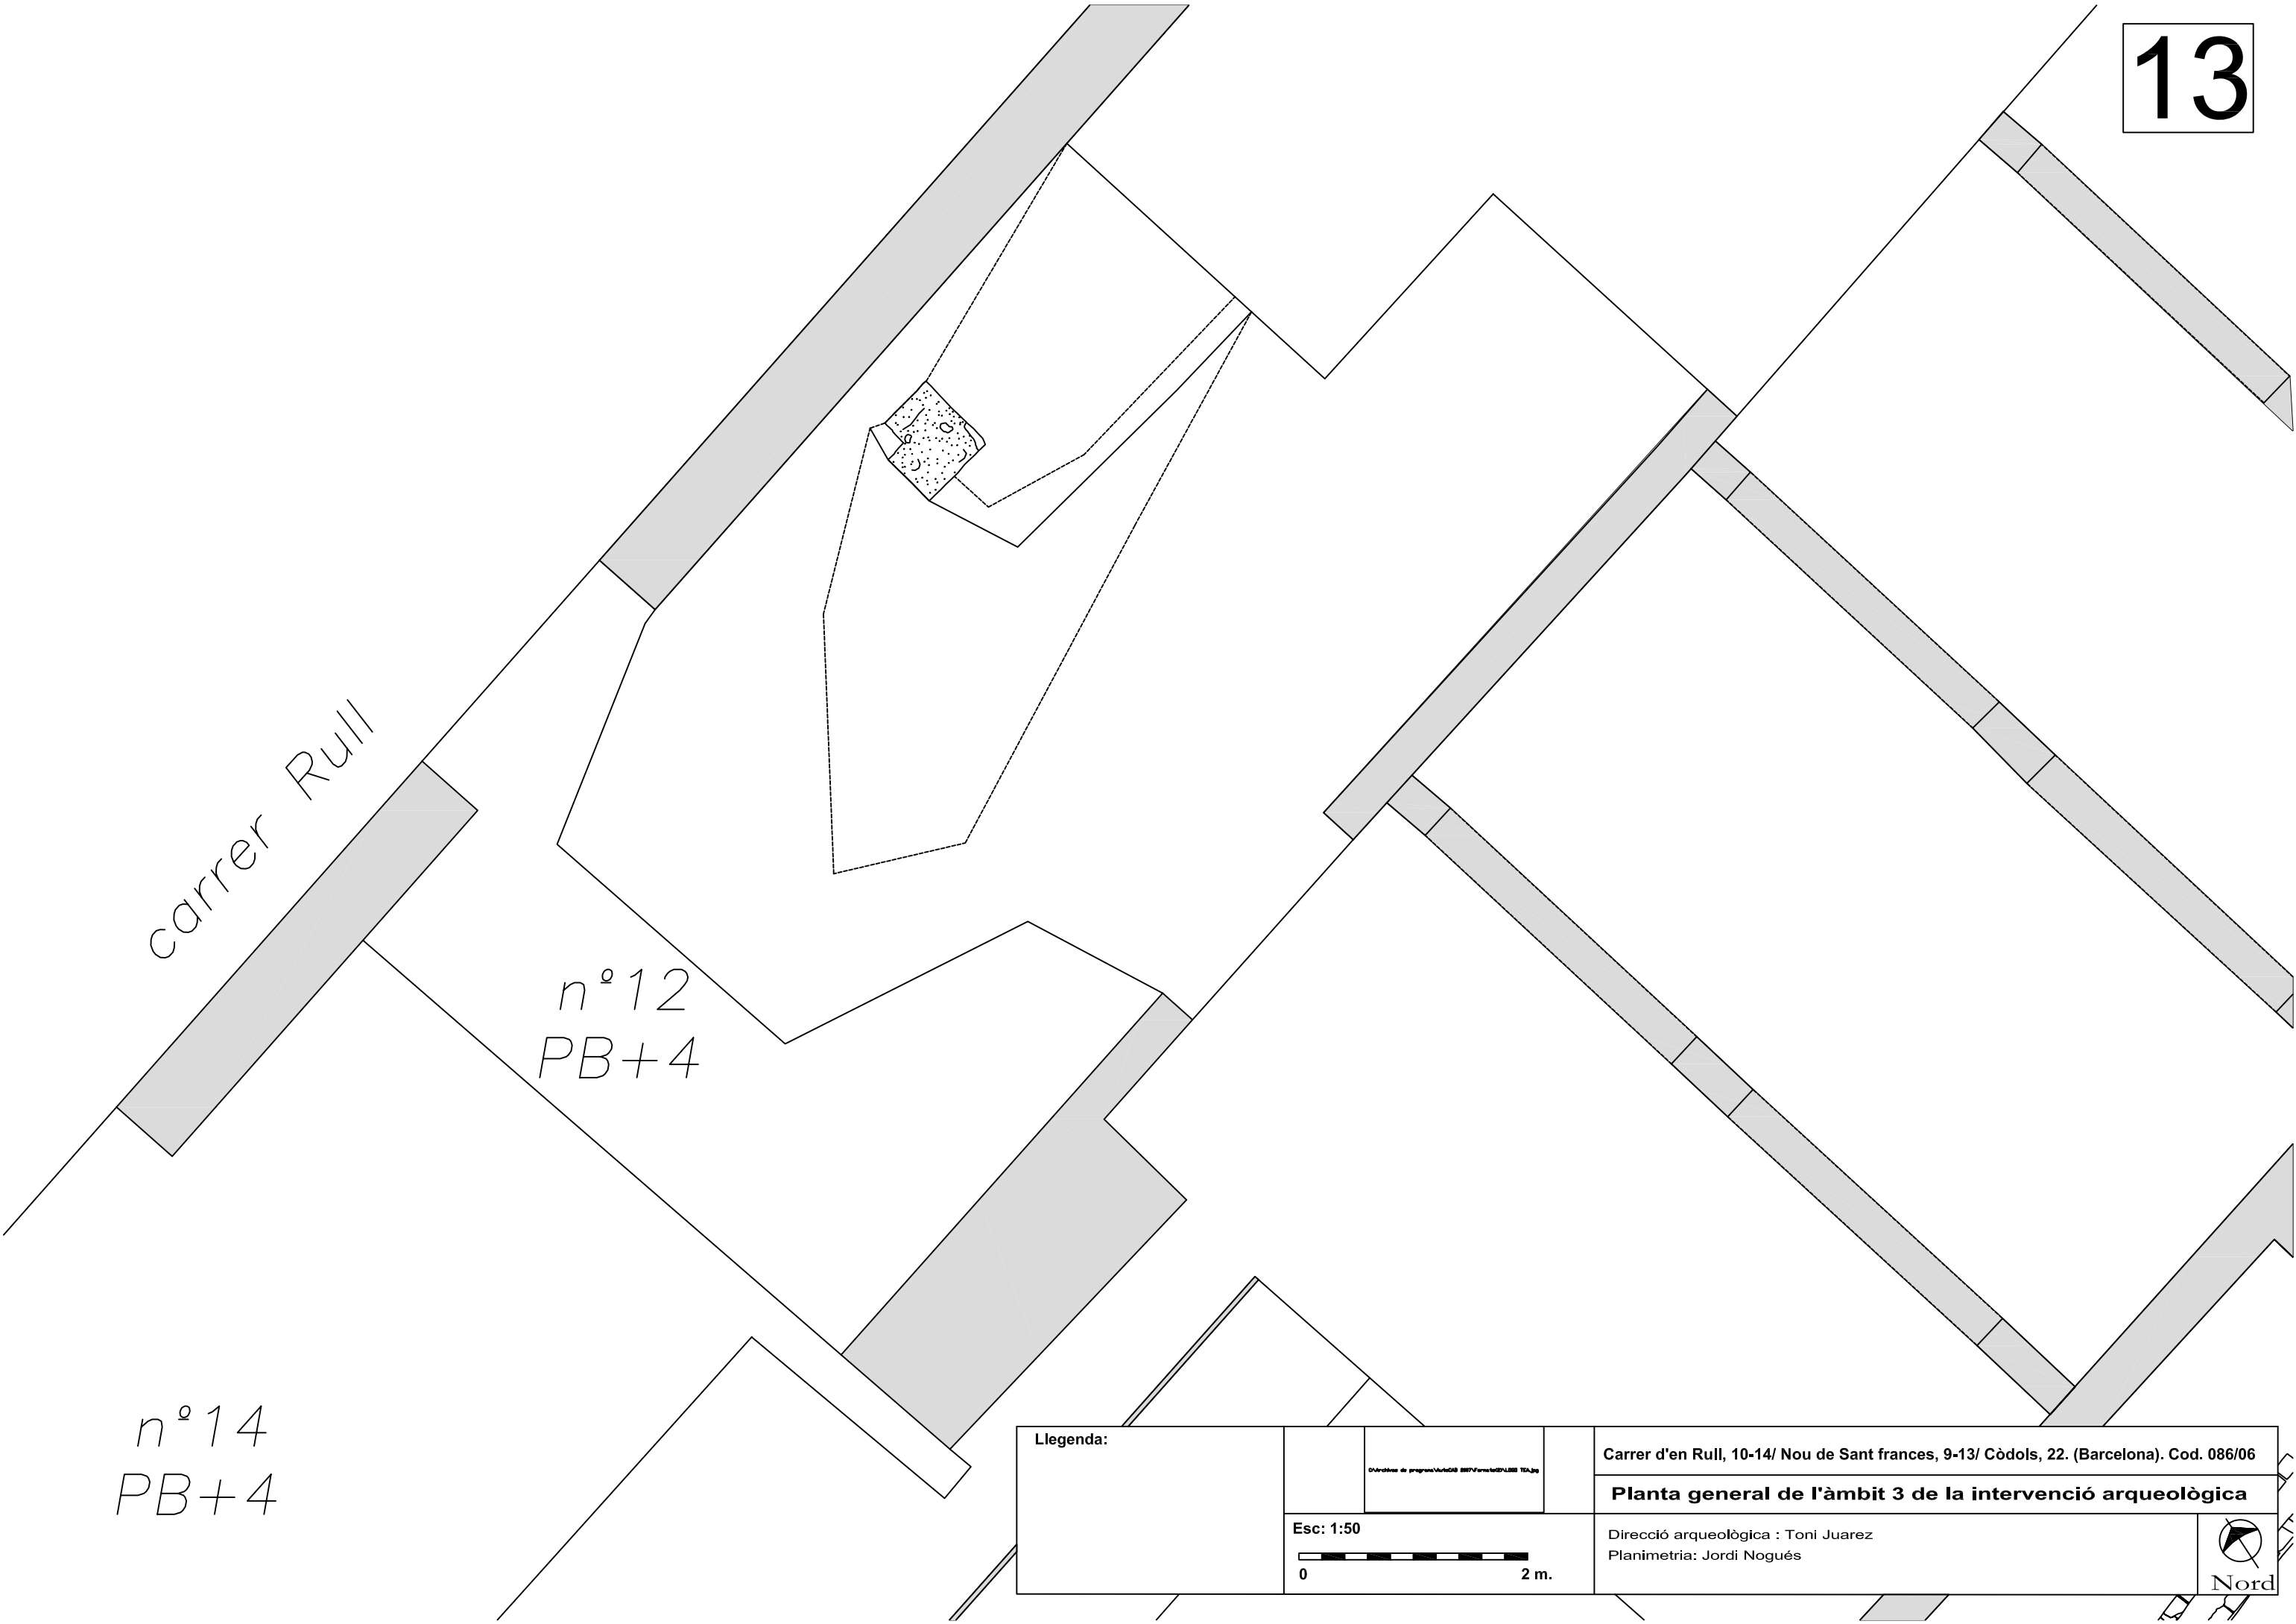 13
carrer Rull
nº12
PB+4
nº14
PB+4
Llegenda:
Esc: 1:50
0 2 m.
Carrer d'en Rull, 10-14/ Nou de Sant frances, 9-13/ Còdols, 22. (Barcelona). Cod. 086/06
Planta general de l'àmbit 3 de la intervenció arqueològica
Direcció arqueològica : Toni Juarez
Planimetria: Jordi Nogués
Nord